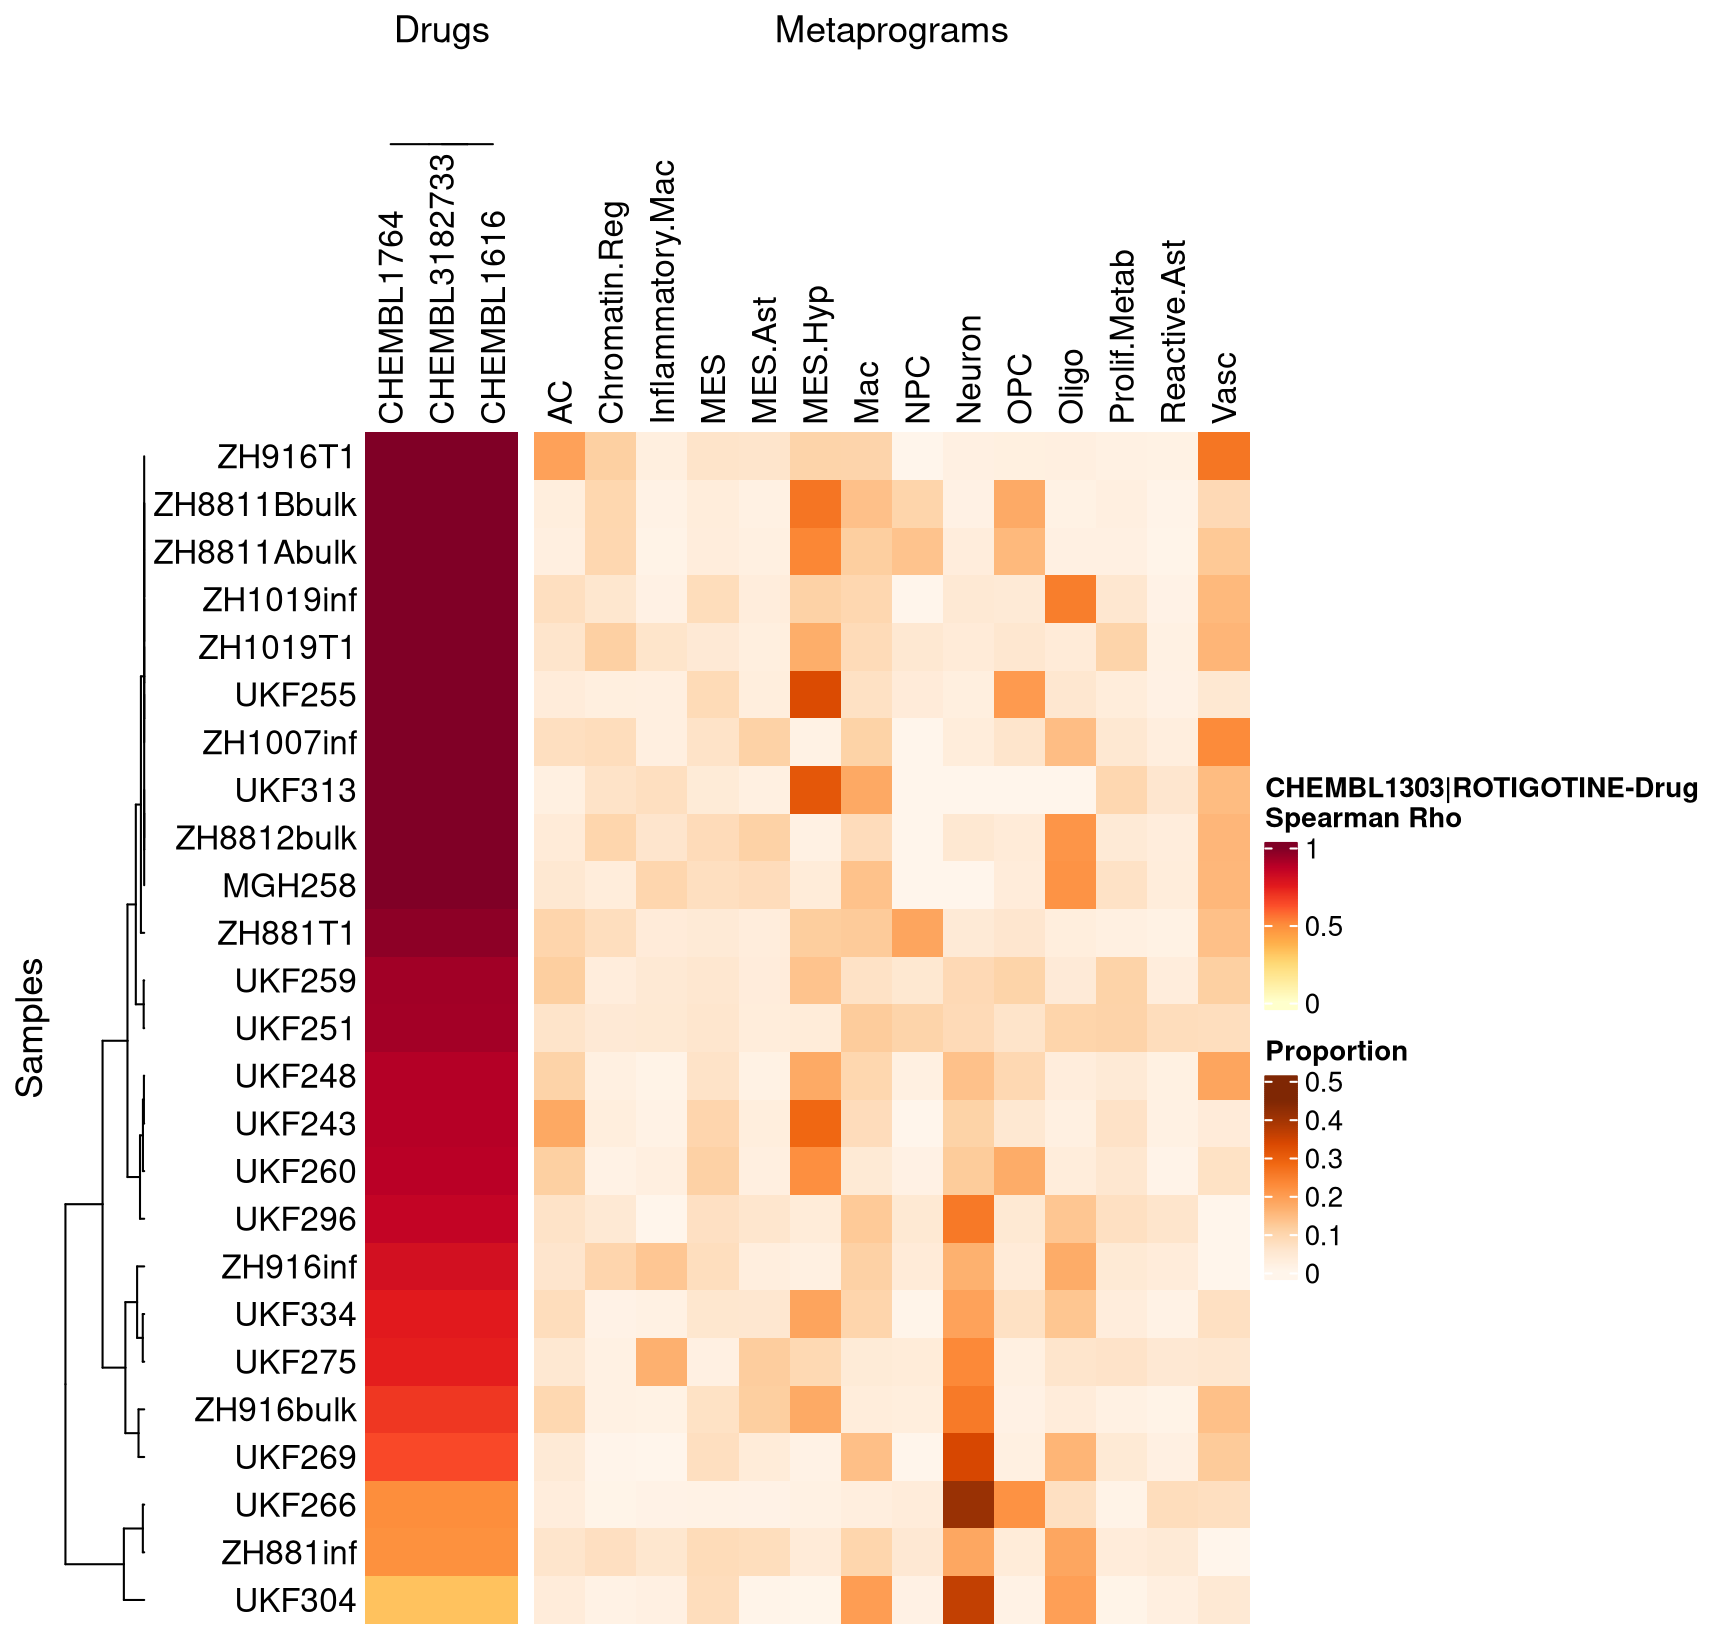 Drugs
Metaprograms
CHEMBL1764
CHEMBL3182733
CHEMBL1616
AC
Chromatin.Reg
Inflammatory.Mac
MES
MES.Ast
MES.Hyp
Mac
NPC
Neuron
OPC
Oligo
Prolif.Metab
Reactive.Ast
Vasc
Samples
ZH916T1
ZH8811Bbulk
ZH8811Abulk
ZH1019inf
ZH1019T1
UKF255
ZH1007inf
UKF313
ZH8812bulk
MGH258
ZH881T1
UKF259
UKF251
UKF248
UKF243
UKF260
UKF296
ZH916inf
UKF334
UKF275
ZH916bulk
UKF269
UKF266
ZH881inf
UKF304
CHEMBL1303|ROTIGOTINE-Drug
Spearman Rho
1
0.5
0
Proportion
0.5
0.4
0.3
0.2
0.1
0